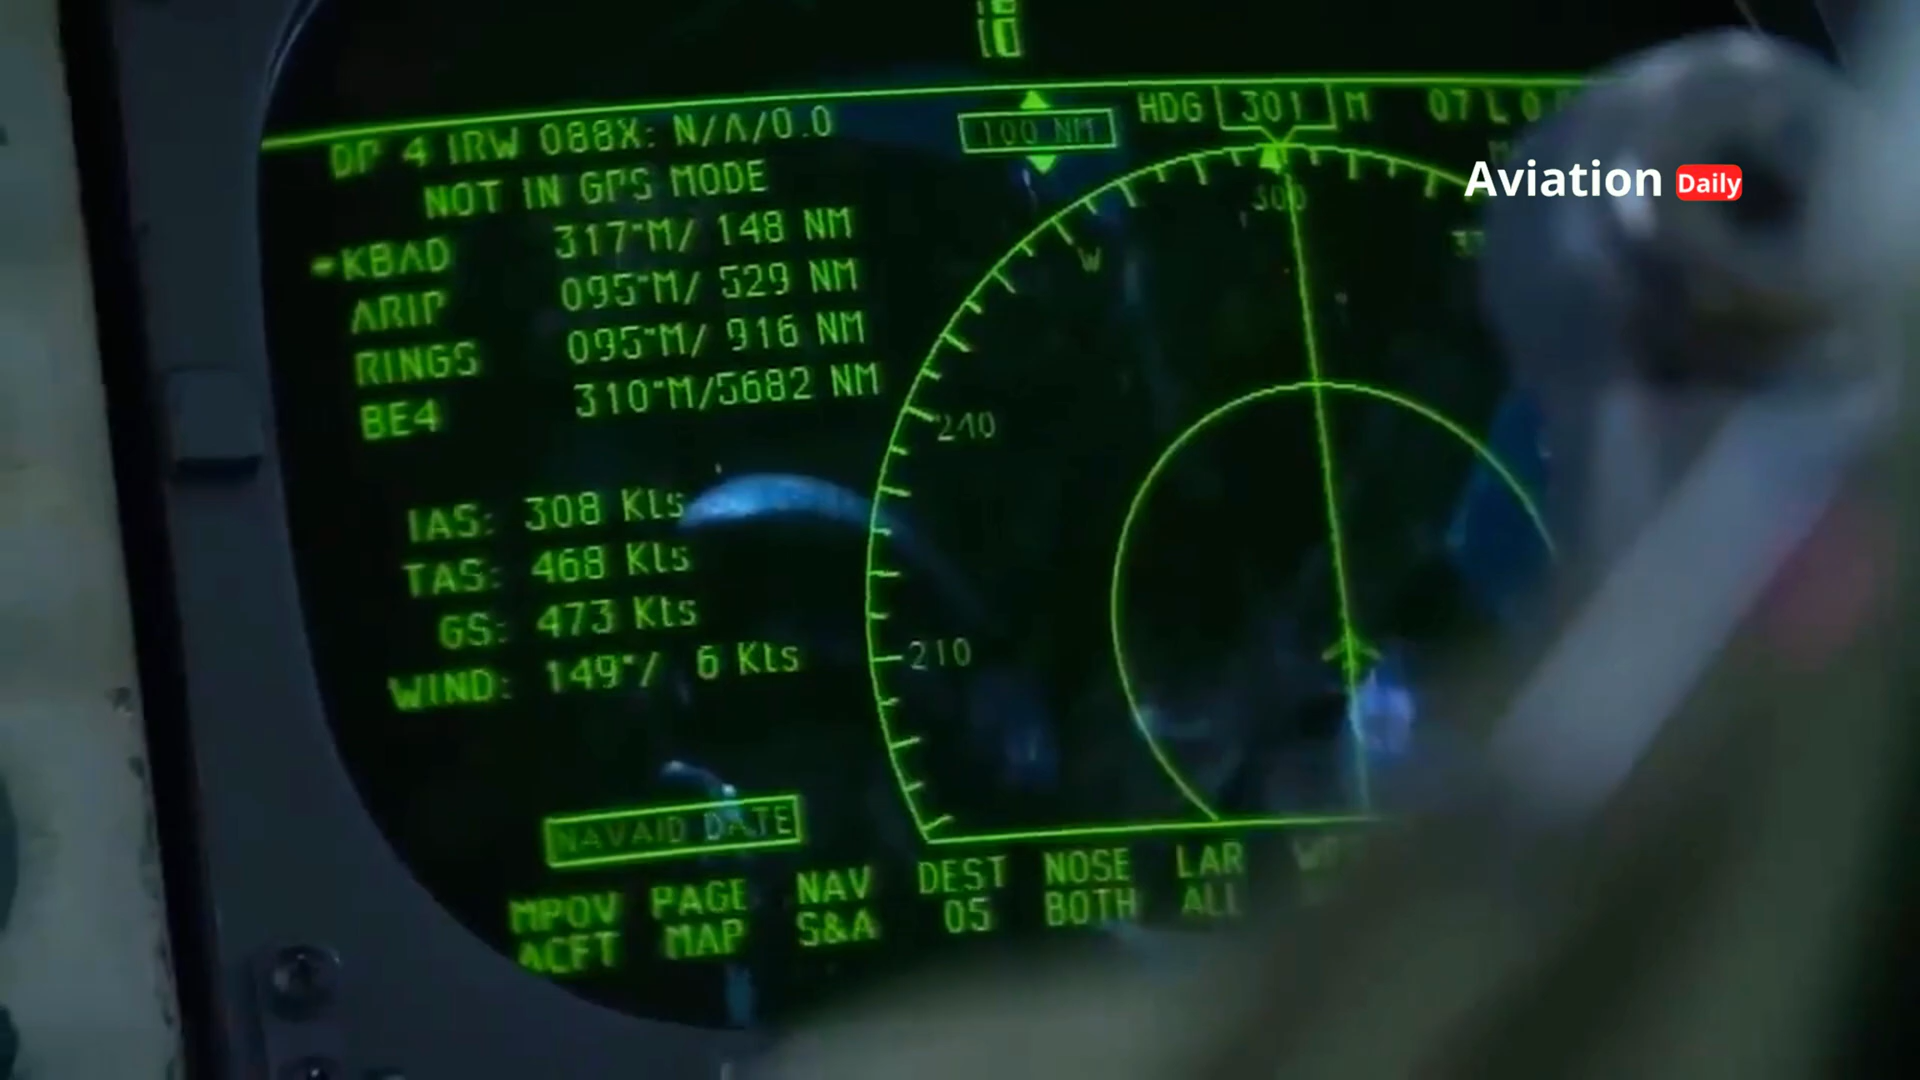 DP 4 IRW 088X: N/A/0.0
NOT IN GPS MODE
KBAD 317°M/ 148 NM
ARIP 095°M/ 529 NM
RINGS 095°M/ 916 NM
BE4 310°M/5682 NM
IAS: 308 Kts
TAS: 468 Kts
GS: 473 Kts
WIND: 149°/ 6 Kts
NAVAID DATE
100 NM
HDG 301 M 07 L
Aviation Daily
300
W
240
210
MPOV PAGE NAV DEST NOSE LAR
ACFT MAP S&A 05 BOTH ALL